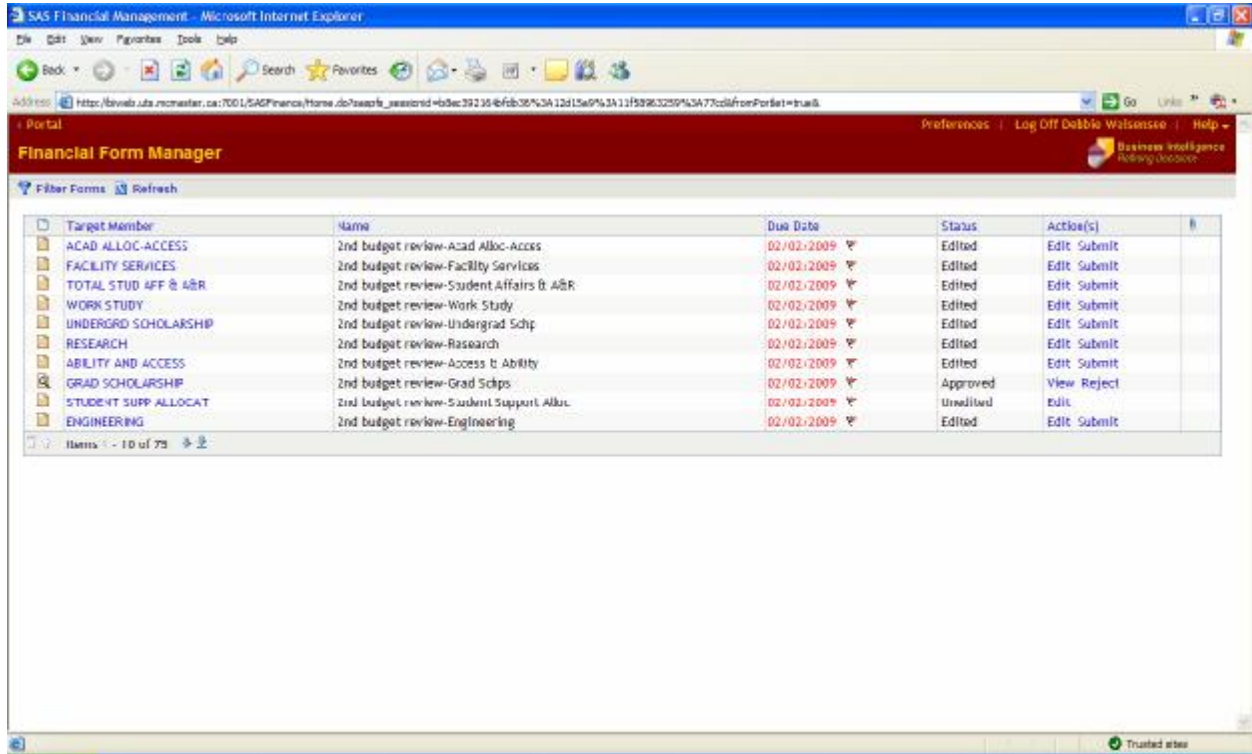 SAS Financial Management - Microsoft Internet Explorer
File Edit View Favorites Tools Help
Back Search Favorites
Address Go Links
Portal Preferences Log Off Debbie Help
Financial Form Manager Business Intelligence
Filter Forms Refresh
Target Member Name Due Date Status Action(s)
ACAD ALLOC-ACCESS 2nd budget review-Acad Alloc-Acces 02/02/2009 Edited Edit Submit
FACILITY SERVICES 2nd budget review-Facility Services 02/02/2009 Edited Edit Submit
TOTAL STUD AFF & A&R 2nd budget review-Student Affairs & A&R 02/02/2009 Edited Edit Submit
WORK STUDY 2nd budget review-Work Study 02/02/2009 Edited Edit Submit
UNDERGRD SCHOLARSHIP 2nd budget review-Undergrad Schp 02/02/2009 Edited Edit Submit
RESEARCH 2nd budget review-Research 02/02/2009 Edited Edit Submit
ABILITY AND ACCESS 2nd budget review-Access & Ability 02/02/2009 Edited Edit Submit
GRAD SCHOLARSHIP 2nd budget review-Grad Schps 02/02/2009 Approved View Reject
STUDENT SUPP ALLOCAT 2nd budget review-Student Support Alloc 02/02/2009 Unedited Edit
ENGINEERING 2nd budget review-Engineering 02/02/2009 Edited Edit Submit
Items 1 - 10 of 75
Trusted sites